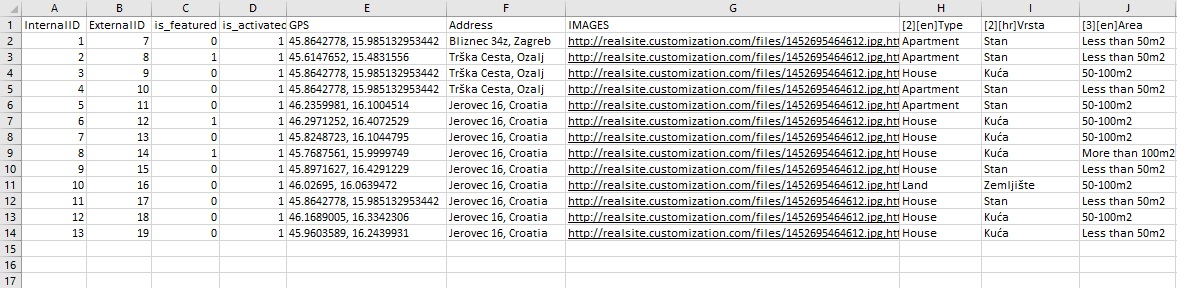 A B C D E F G H I J
1 InternalID ExternalID is_featured is_activated GPS Address IMAGES [2][en]Type [2][hr]Vrsta [3][en]Area
2 1 7 0 1 45.8642778, 15.985132953442 Bliznec 34z, Zagreb http://realsite.customization.com/files/1452695464612.jpg,htt Apartment Stan Less than 50m2
3 2 8 1 1 45.6147652, 15.4831556 Trška Cesta, Ozalj http://realsite.customization.com/files/1452695464612.jpg,htt Apartment Stan Less than 50m2
4 3 9 0 1 45.8642778, 15.985132953442 Trška Cesta, Ozalj http://realsite.customization.com/files/1452695464612.jpg,htt House Kuća 50-100m2
5 4 10 0 1 45.8642778, 15.985132953442 Trška Cesta, Ozalj http://realsite.customization.com/files/1452695464612.jpg,htt Apartment Stan Less than 50m2
6 5 11 0 1 46.2359981, 16.1004514 Jerovec 16, Croatia http://realsite.customization.com/files/1452695464612.jpg,htt Apartment Stan 50-100m2
7 6 12 1 1 46.2971252, 16.4072529 Jerovec 16, Croatia http://realsite.customization.com/files/1452695464612.jpg,htt House Kuća 50-100m2
8 7 13 0 1 45.8248723, 16.1044795 Jerovec 16, Croatia http://realsite.customization.com/files/1452695464612.jpg,htt House Kuća 50-100m2
9 8 14 1 1 45.7687561, 15.9999749 Jerovec 16, Croatia http://realsite.customization.com/files/1452695464612.jpg,htt House Kuća More than 100m2
10 9 15 0 1 45.8971627, 16.4291229 Jerovec 16, Croatia http://realsite.customization.com/files/1452695464612.jpg,htt House Stan Less than 50m2
11 10 16 0 1 46.02695, 16.0639472 Jerovec 16, Croatia http://realsite.customization.com/files/1452695464612.jpg,htt Land Zemljište 50-100m2
12 11 17 0 1 45.8642778, 15.985132953442 Jerovec 16, Croatia http://realsite.customization.com/files/1452695464612.jpg,htt House Stan Less than 50m2
13 12 18 0 1 46.1689005, 16.3342306 Jerovec 16, Croatia http://realsite.customization.com/files/1452695464612.jpg,htt House Kuća 50-100m2
14 13 19 0 1 45.9603589, 16.2439931 Jerovec 16, Croatia http://realsite.customization.com/files/1452695464612.jpg,htt House Kuća Less than 50m2
15
16
17